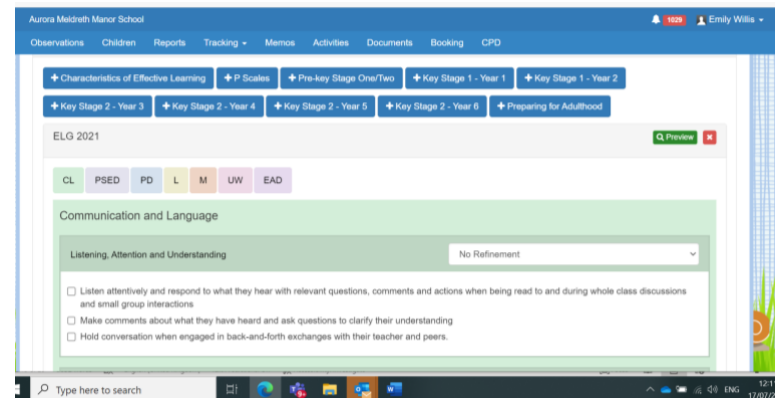 Aurora Meldreth Manor School
1029 Emily Willis
Observations Children Reports Tracking Memos Activities Documents Booking CPD
+ Characteristics of Effective Learning + P Scales + Pre-key Stage One/Two + Key Stage 1 - Year 1 + Key Stage 1 - Year 2
+ Key Stage 2 - Year 3 + Key Stage 2 - Year 4 + Key Stage 2 - Year 5 + Key Stage 2 - Year 6 + Preparing for Adulthood
ELG 2021 Preview
CL PSED PD L M UW EAD
Communication and Language
Listening, Attention and Understanding No Refinement
Listen attentively and respond to what they hear with relevant questions, comments and actions when being read to and during whole class discussions
and small group interactions
Make comments about what they have heard and ask questions to clarify their understanding
Hold conversation when engaged in back-and-forth exchanges with their teacher and peers.
Type here to search ENG